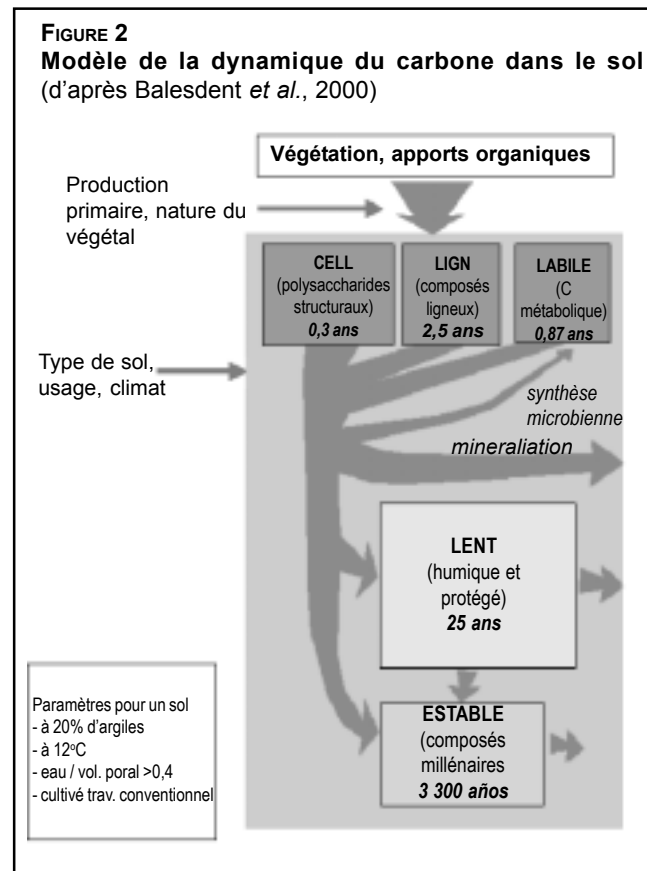 FIGURE 2
Modèle de la dynamique du carbone dans le sol
(d'après Balesdent et al., 2000)
Végétation, apports organiques
Production
primaire, nature du
végétal
CELL
(polysaccharides
structuraux)
0,3 ans
LIGN
(composés
ligneux)
2,5 ans
LABILE
(C
métabolique)
0,87 ans
Type de sol,
usage, climat
synthèse
microbienne
mineraliation
LENT
(humique et
protégé)
25 ans
ESTABLE
(composés
millénaires
3 300 años
Paramètres pour un sol
- à 20% d'argiles
- à 12ºC
- eau / vol. poral >0,4
- cultivé trav. conventionnel